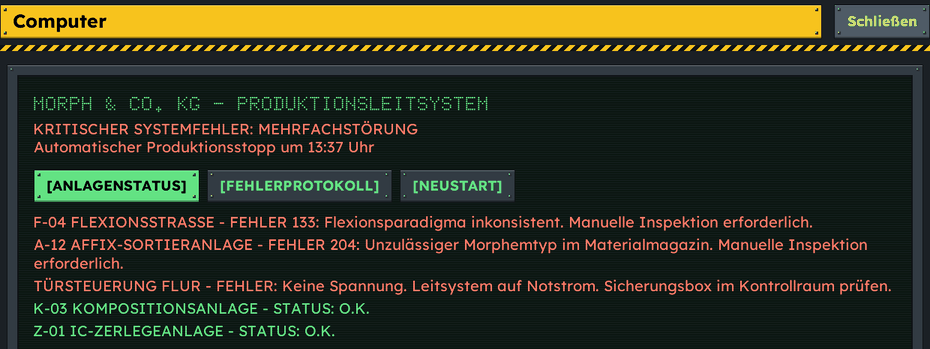 Computer
Schließen
MORPH & CO. KG – PRODUKTIONSLEITSYSTEM
KRITISCHER SYSTEMFEHLER: MEHRFACHSTÖRUNG
Automatischer Produktionsstopp um 13:37 Uhr
[ANLAGENSTATUS] [FEHLERPROTOKOLL] [NEUSTART]
F-04 FLEXIONSSTRASSE - FEHLER 133: Flexionsparadigma inkonsistent. Manuelle Inspektion erforderlich.
A-12 AFFIX-SORTIERANLAGE - FEHLER 204: Unzulässiger Morphemtyp im Materialmagazin. Manuelle Inspektion
erforderlich.
TÜRSTEUERUNG FLUR - FEHLER: Keine Spannung. Leitsystem auf Notstrom. Sicherungsbox im Kontrollraum prüfen.
K-03 KOMPOSITIONSANLAGE - STATUS: O.K.
Z-01 IC-ZERLEGEANLAGE - STATUS: O.K.